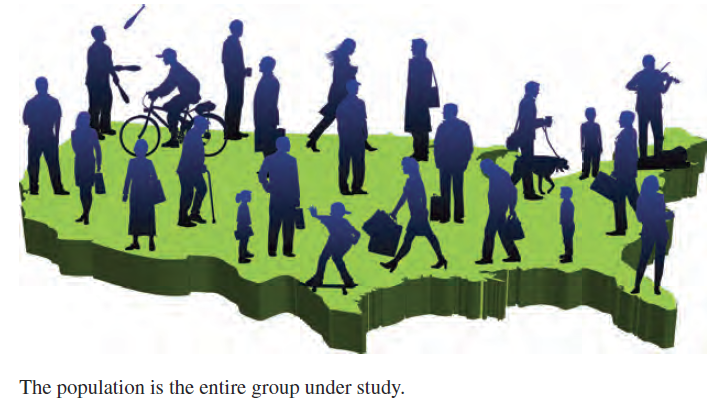 The population is the entire group under study.